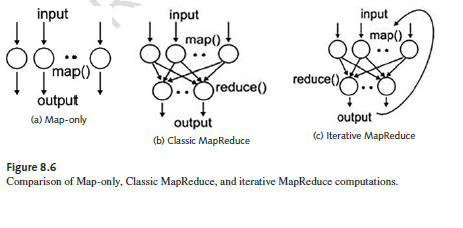 input
map()
output
(a) Map-only
input
map()
reduce()
output
(b) Classic MapReduce
input
map()
reduce()
output
(c) Iterative MapReduce
Figure 8.6
Comparison of Map-only, Classic MapReduce, and iterative MapReduce computations.